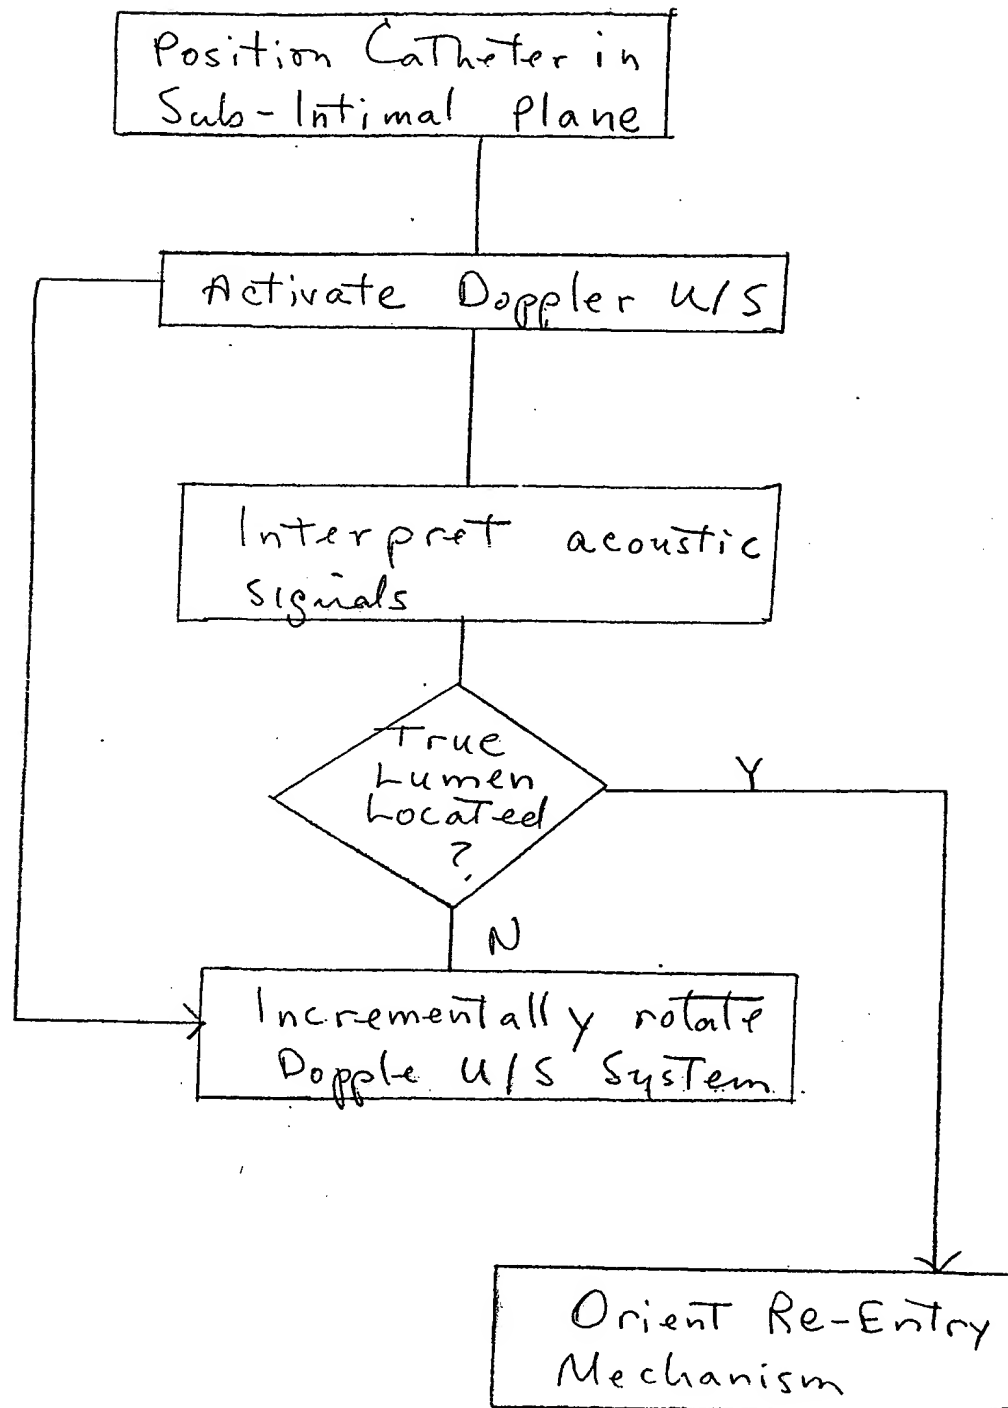 Position Catheter in
Sub-Intimal Plane
Activate Doppler U/S
Interpret acoustic
signals
True
Lumen
Located
?
Y
N
Incrementally rotate
Dopple U/S System
Orient Re-Entry
Mechanism